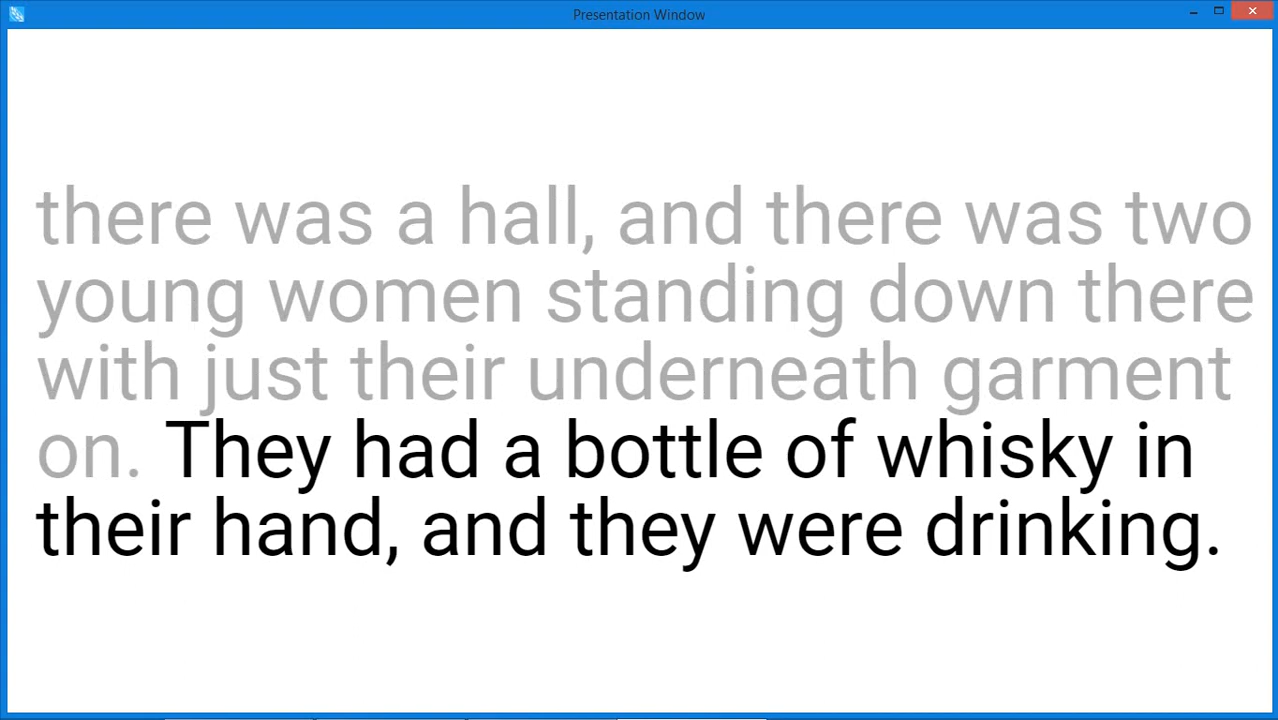 Presentation Window
there was a hall, and there was two
young women standing down there
with just their underneath garment
on. They had a bottle of whisky in
their hand, and they were drinking.